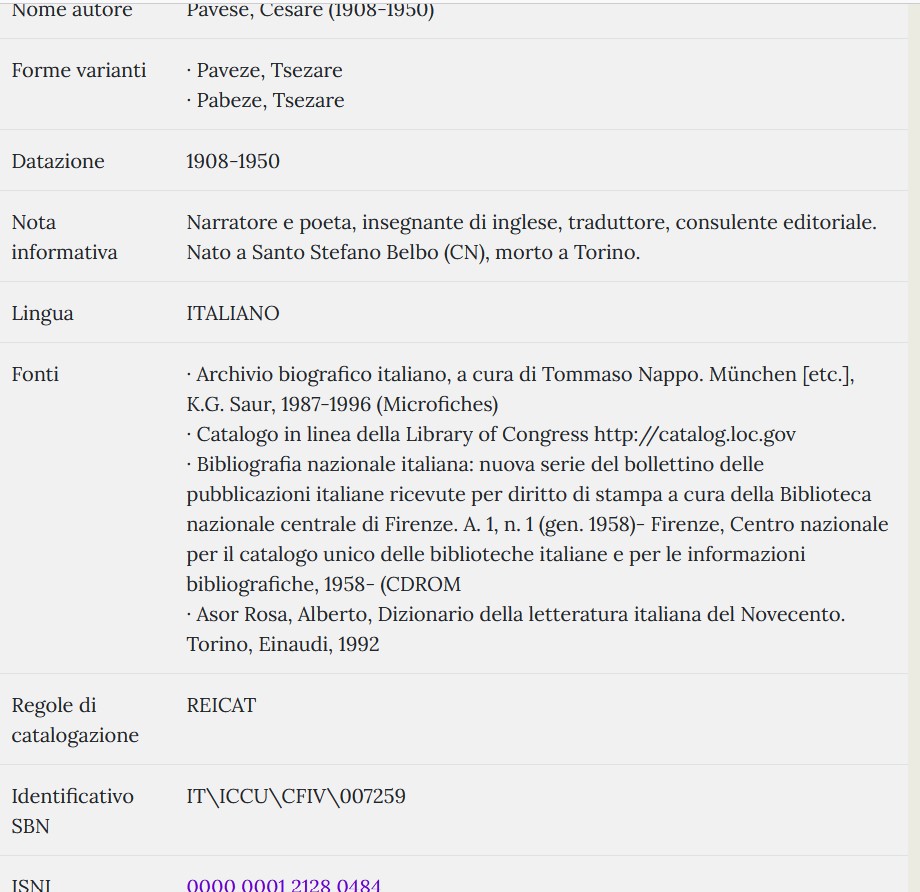 Nome autore
Pavese, Cesare (1908-1950)
Forme varianti
· Paveze, Tsezare
· Pabeze, Tsezare
Datazione
1908-1950
Nota
informativa
Narratore e poeta, insegnante di inglese, traduttore, consulente editoriale.
Nato a Santo Stefano Belbo (CN), morto a Torino.
Lingua
ITALIANO
Fonti
· Archivio biografico italiano, a cura di Tommaso Nappo. München [etc.],
K.G. Saur, 1987-1996 (Microfiches)
· Catalogo in linea della Library of Congress http://catalog.loc.gov
· Bibliografia nazionale italiana: nuova serie del bollettino delle
pubblicazioni italiane ricevute per diritto di stampa a cura della Biblioteca
nazionale centrale di Firenze. A. 1, n. 1 (gen. 1958)- Firenze, Centro nazionale
per il catalogo unico delle biblioteche italiane e per le informazioni
bibliografiche, 1958- (CDROM
· Asor Rosa, Alberto, Dizionario della letteratura italiana del Novecento.
Torino, Einaudi, 1992
Regole di
catalogazione
REICAT
Identificativo
SBN
IT\ICCU\CFIV\007259
ISNI
0000 0001 2128 0484